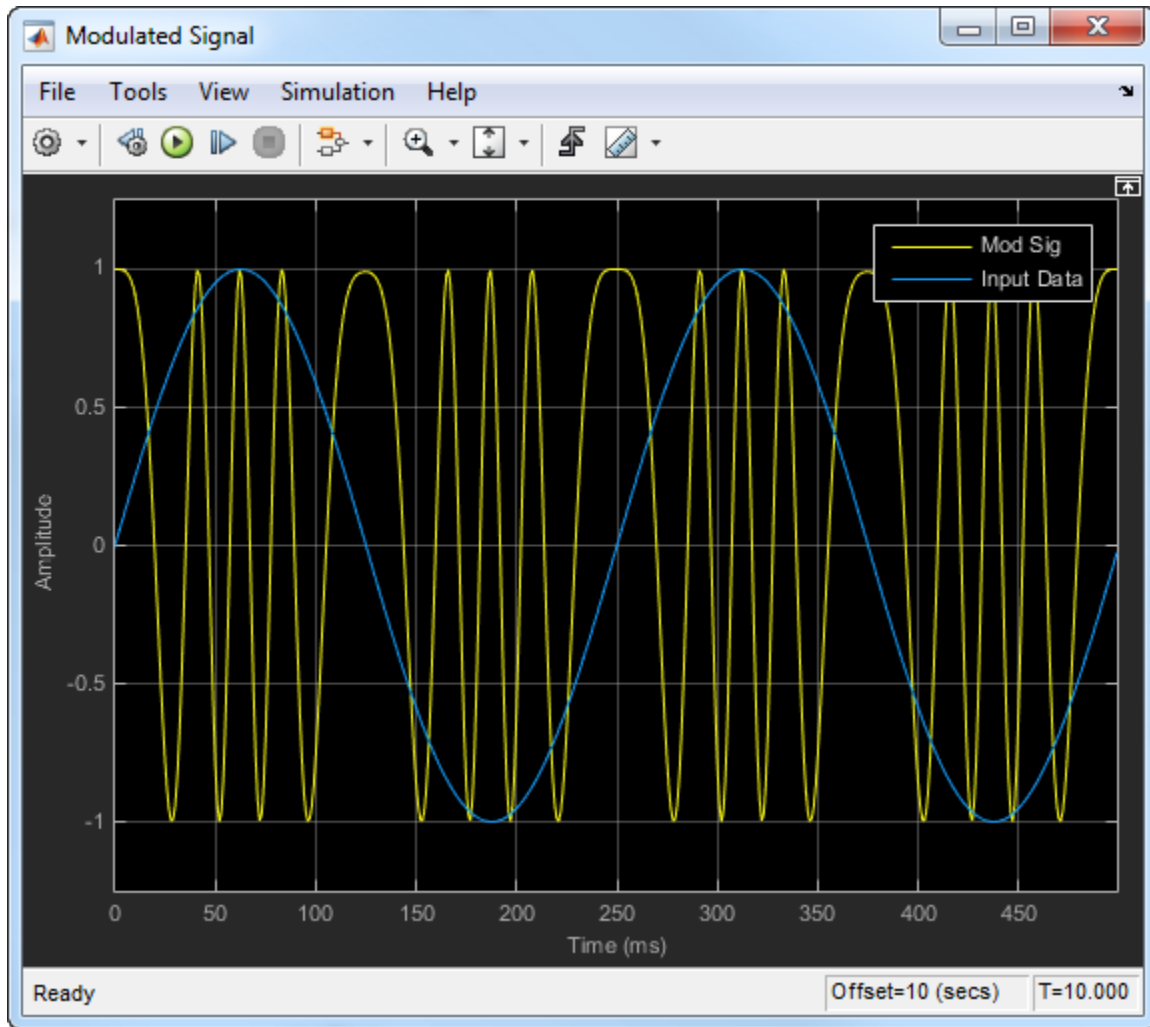 Modulated Signal
File Tools View Simulation Help
Mod Sig
Input Data
1
0.5
0
-0.5
-1
Amplitude
0 50 100 150 200 250 300 350 400 450
Time (ms)
Ready Offset=10 (secs) T=10.000